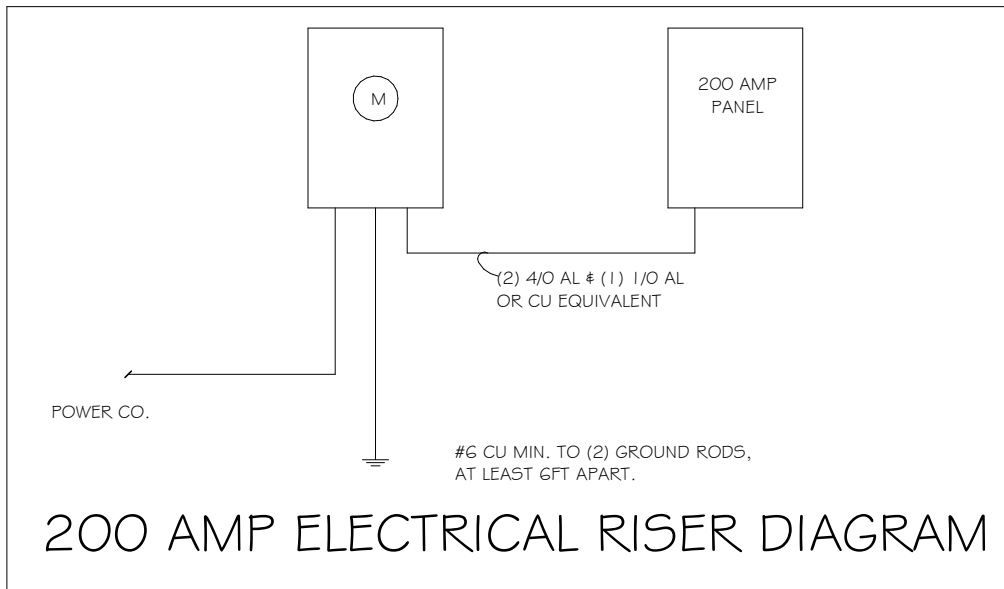 M
200 AMP
PANEL
(2) 4/0 AL & (1) 1/0 AL
OR CU EQUIVALENT
POWER CO.
#6 CU MIN. TO (2) GROUND RODS,
AT LEAST 6FT APART.
200 AMP ELECTRICAL RISER DIAGRAM